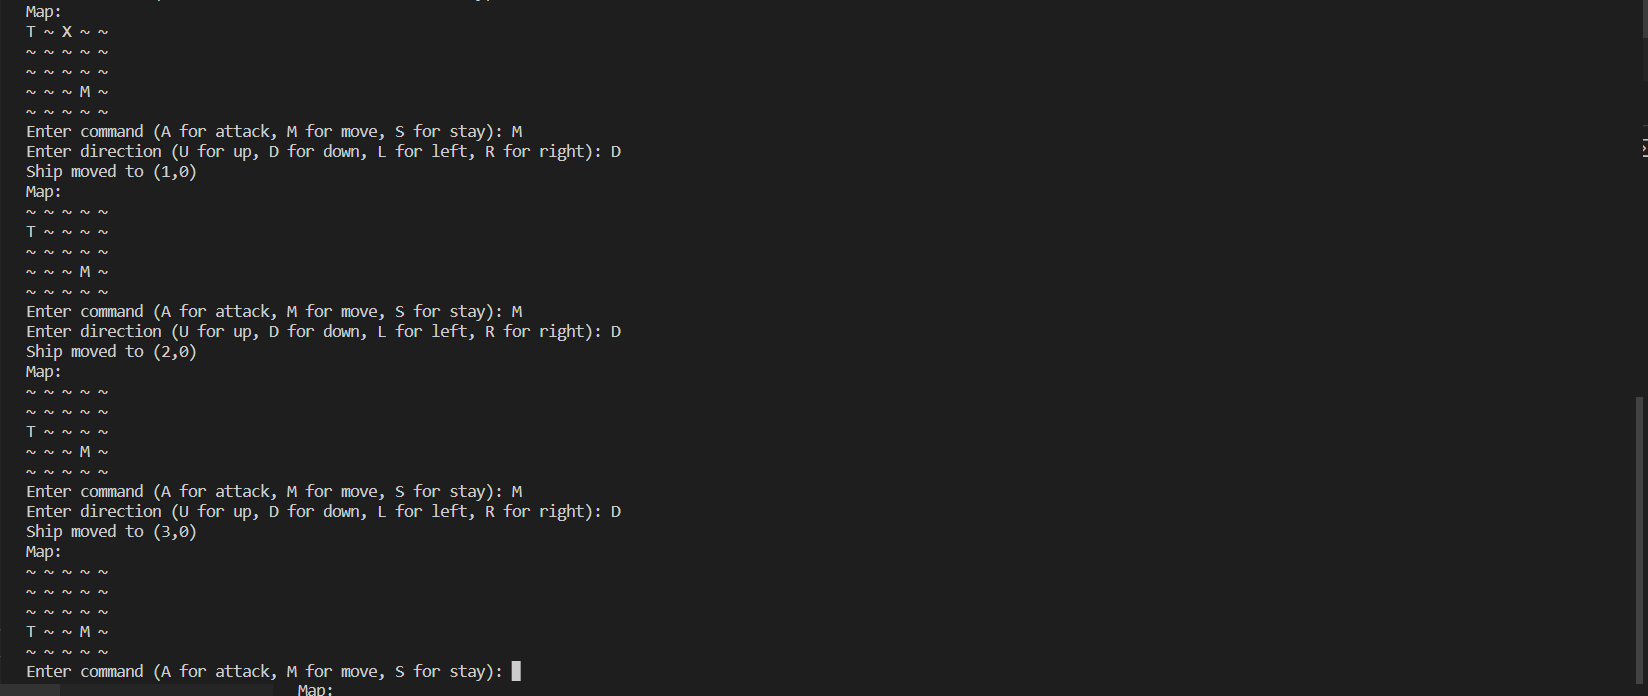 Map:
T ~ X ~ ~
~ ~ ~ ~ ~
~ ~ ~ ~ ~
~ ~ ~ M ~
~ ~ ~ ~ ~
Enter command (A for attack, M for move, S for stay): M
Enter direction (U for up, D for down, L for left, R for right): D
Ship moved to (1,0)
Map:
~ ~ ~ ~ ~
T ~ ~ ~ ~
~ ~ ~ ~ ~
~ ~ ~ M ~
~ ~ ~ ~ ~
Enter command (A for attack, M for move, S for stay): M
Enter direction (U for up, D for down, L for left, R for right): D
Ship moved to (2,0)
Map:
~ ~ ~ ~ ~
~ ~ ~ ~ ~
T ~ ~ ~ ~
~ ~ ~ M ~
~ ~ ~ ~ ~
Enter command (A for attack, M for move, S for stay): M
Enter direction (U for up, D for down, L for left, R for right): D
Ship moved to (3,0)
Map:
~ ~ ~ ~ ~
~ ~ ~ ~ ~
~ ~ ~ ~ ~
T ~ ~ M ~
~ ~ ~ ~ ~
Enter command (A for attack, M for move, S for stay):
Map: